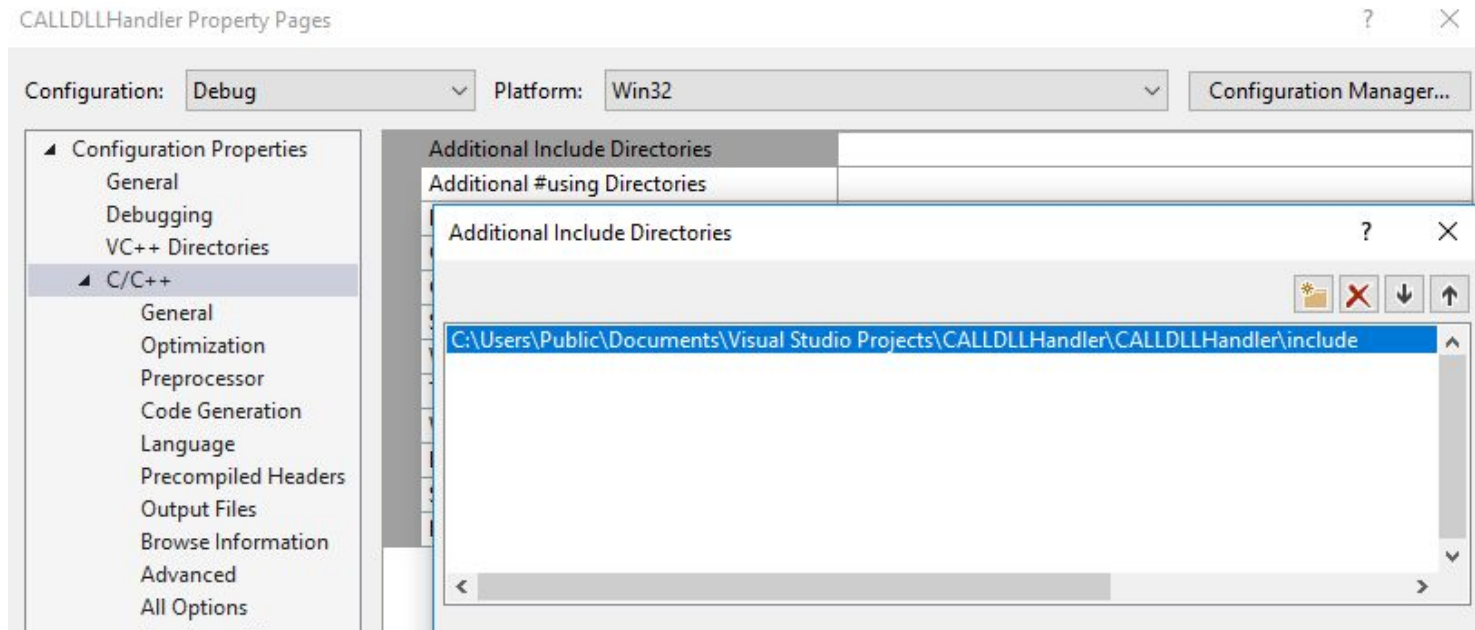 CALLDLLHandler Property Pages
? ×
Configuration: Debug Platform: Win32 Configuration Manager...
Configuration Properties
General
Debugging
VC++ Directories
C/C++
General
Optimization
Preprocessor
Code Generation
Language
Precompiled Headers
Output Files
Browse Information
Advanced
All Options
Additional Include Directories
Additional #using Directories
Additional Include Directories
? ×
C:\Users\Public\Documents\Visual Studio Projects\CALLDLLHandler\CALLDLLHandler\include